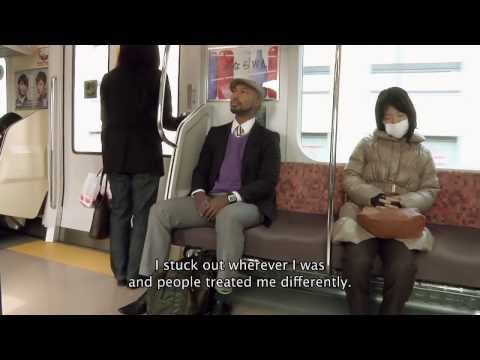 I stuck out wherever I was
and people treated me differently.